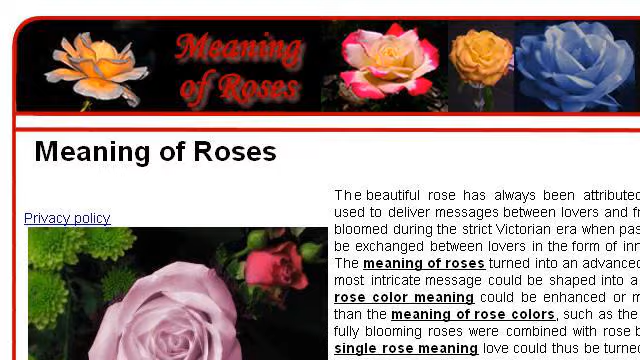 Meaning
of Roses
Meaning of Roses
Privacy policy
The beautiful rose has always been attributed
used to deliver messages between lovers and
bloomed during the strict Victorian era when
be exchanged between lovers in the form of
The meaning of roses turned into an advanced
most intricate message could be shaped into a
rose color meaning could be enhanced or
than the meaning of rose colors, such as the
fully blooming roses were combined with rose
single rose meaning love could thus be turned